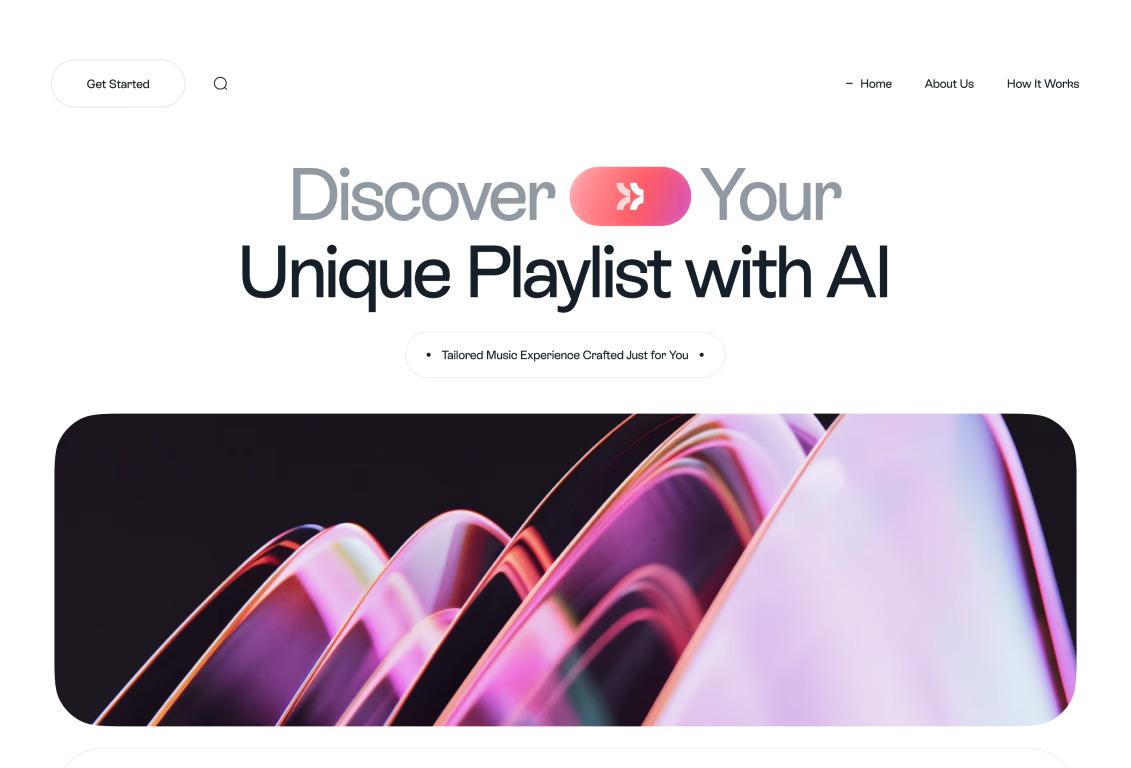 Get Started
Home
About Us
How It Works
Discover Your
Unique Playlist with AI
• Tailored Music Experience Crafted Just for You •